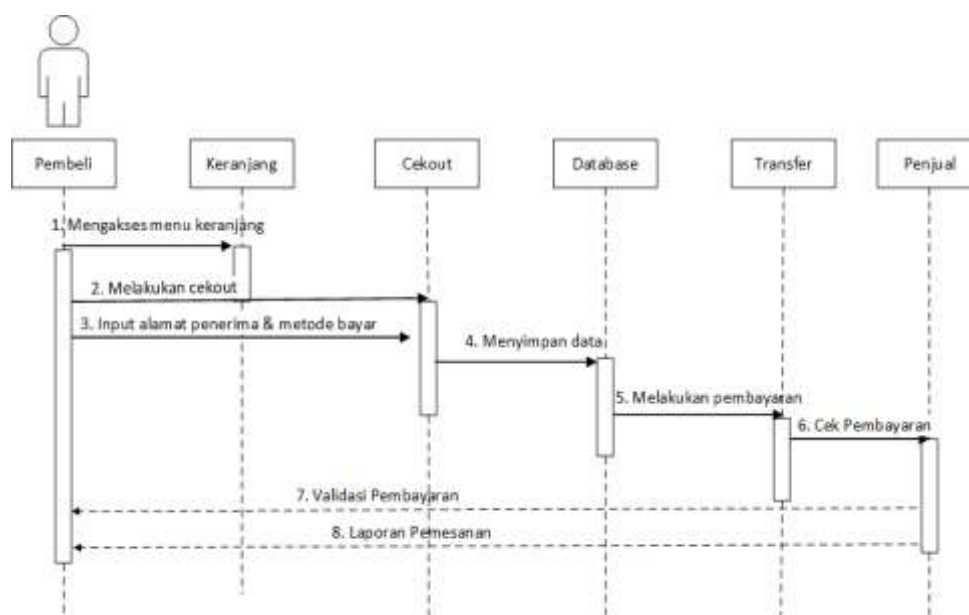 Pembeli
Keranjang
Cekout
Database
Transfer
Penjual
1. Mengakses menu keranjang
2. Melakukan cekout
3. Input alamat penerima & metode bayar
4. Menyimpan data
5. Melakukan pembayaran
6. Cek Pembayaran
7. Validasi Pembayaran
8. Laporan Pemesanan